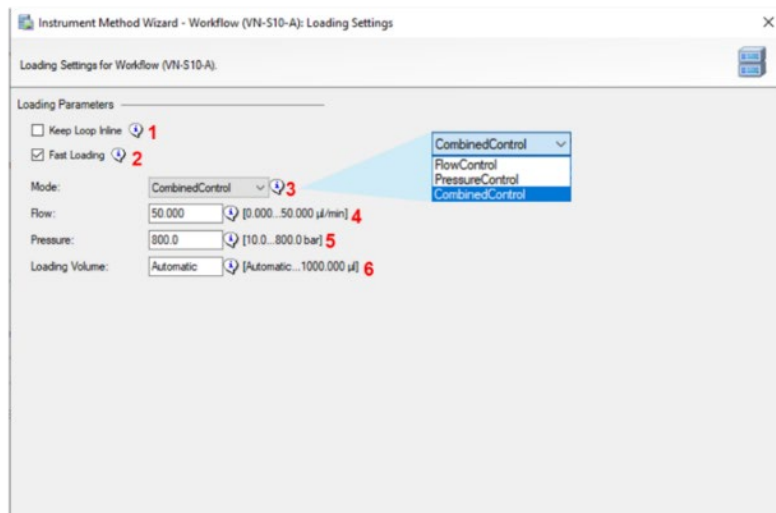 Instrument Method Wizard - Workflow (VN-S10-A): Loading Settings
Loading Settings for Workflow (VN-S10-A).
Loading Parameters
Keep Loop Inline 1
Fast Loading 2
Mode: CombinedControl 3
Flow: 50.000 [0.000...50.000 µl/min] 4
Pressure: 800.0 [10.0...800.0 bar] 5
Loading Volume: Automatic [Automatic...1000.000 µl] 6
CombinedControl
FlowControl
PressureControl
CombinedControl